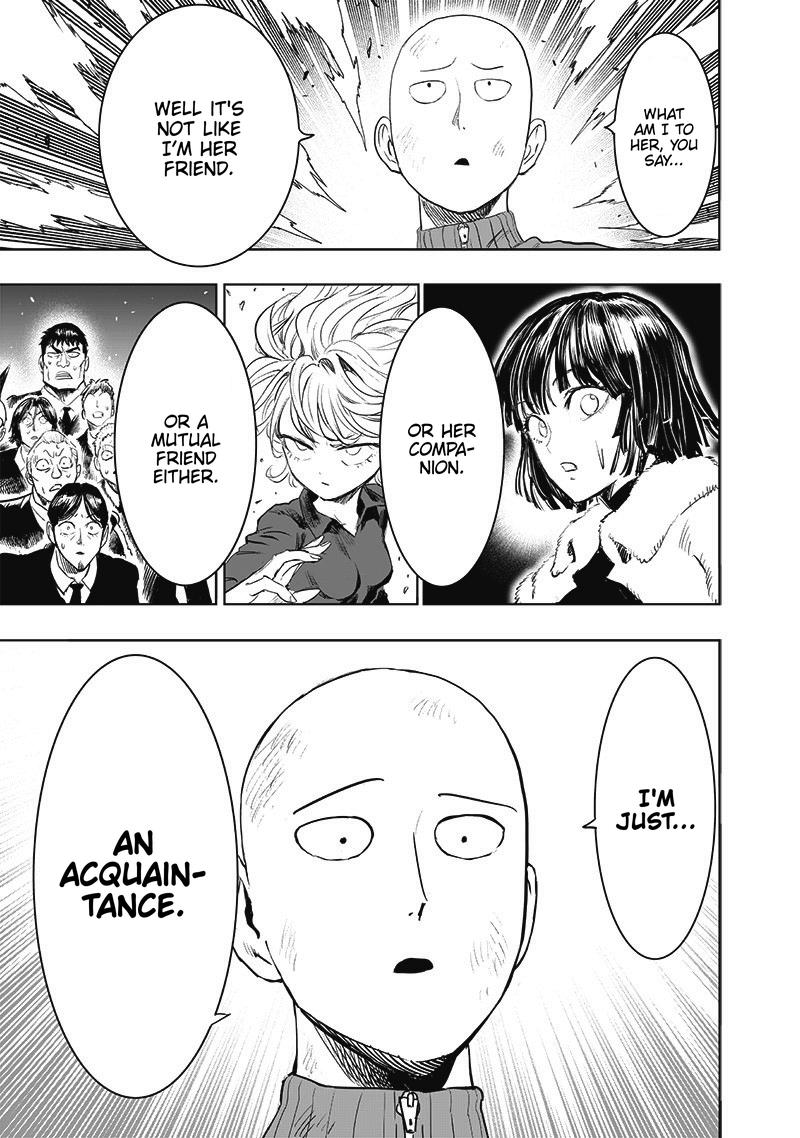 WHAT
AM I TO
HER, YOU
SAY...
WELL IT'S
NOT LIKE
I'M HER
FRIEND.
OR HER
COMPA-
NION.
OR A
MUTUAL
FRIEND
EITHER.
I'M
JUST...
AN
ACQUAIN-
TANCE.